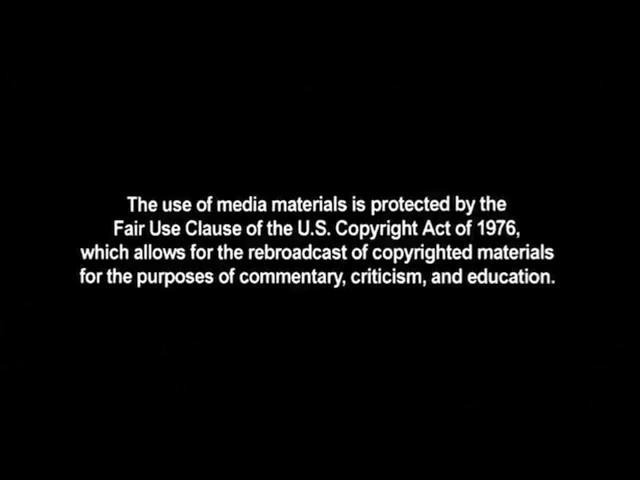 The use of media materials is protected by the
Fair Use Clause of the U.S. Copyright Act of 1976,
which allows for the rebroadcast of copyrighted materials
for the purposes of commentary, criticism, and education.